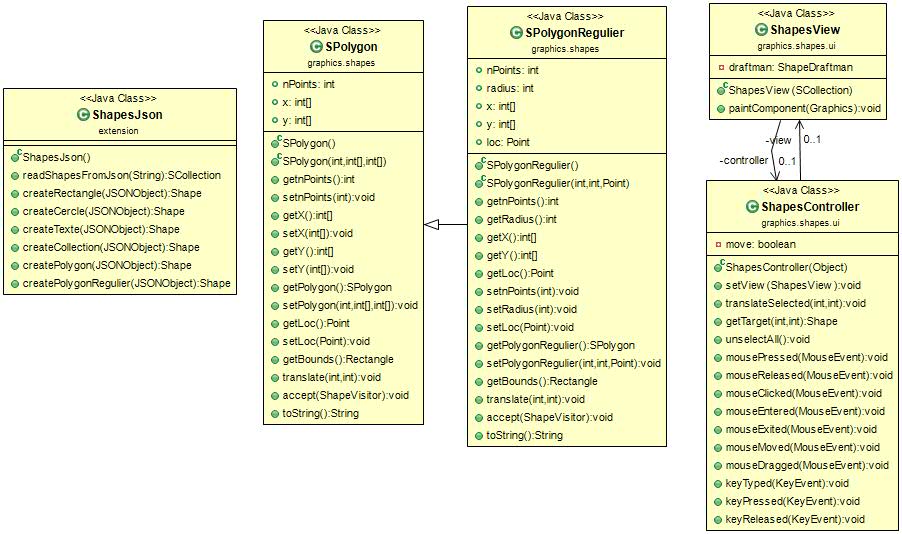 <<Java Class>>
ShapesJson
extension
ShapesJson()
readShapesFromJson(String):SCollection
createRectangle(JSONObject):Shape
createCercle(JSONObject):Shape
createTexte(JSONObject):Shape
createCollection(JSONObject):Shape
createPolygon(JSONObject):Shape
createPolygonRegulier(JSONObject):Shape
<<Java Class>>
SPolygon
graphics.shapes
nPoints: int
x: int[]
y: int[]
SPolygon()
SPolygon(int,int[],int[])
getnPoints():int
setnPoints(int):void
getX():int[]
setX(int[]):void
getY():int[]
setY(int[]):void
getPolygon():SPolygon
setPolygon(int,int[],int[]):void
getLoc():Point
setLoc(Point):void
getBounds():Rectangle
translate(int,int):void
accept(ShapeVisitor):void
toString():String
<<Java Class>>
SPolygonRegulier
graphics.shapes
nPoints: int
radius: int
x: int[]
y: int[]
loc: Point
SPolygonRegulier()
SPolygonRegulier(int,int,Point)
getnPoints():int
getRadius():int
getX():int[]
getY():int[]
getLoc():Point
setnPoints(int):void
setRadius(int):void
setLoc(Point):void
getPolygonRegulier():SPolygon
setPolygonRegulier(int,int,Point):void
getBounds():Rectangle
translate(int,int):void
accept(ShapeVisitor):void
toString():String
<<Java Class>>
ShapesView
graphics.shapes.ui
draftman: ShapeDraftman
ShapesView(SCollection)
paintComponent(Graphics):void
-view
0..1
-controller
0..1
<<Java Class>>
ShapesController
graphics.shapes.ui
move: boolean
ShapesController(Object)
setView(ShapesView):void
translateSelected(int,int):void
getTarget(int,int):Shape
unselectAll():void
mousePressed(MouseEvent):void
mouseReleased(MouseEvent):void
mouseClicked(MouseEvent):void
mouseEntered(MouseEvent):void
mouseExited(MouseEvent):void
mouseMoved(MouseEvent):void
mouseDragged(MouseEvent):void
keyTyped(KeyEvent):void
keyPressed(KeyEvent):void
keyReleased(KeyEvent):void